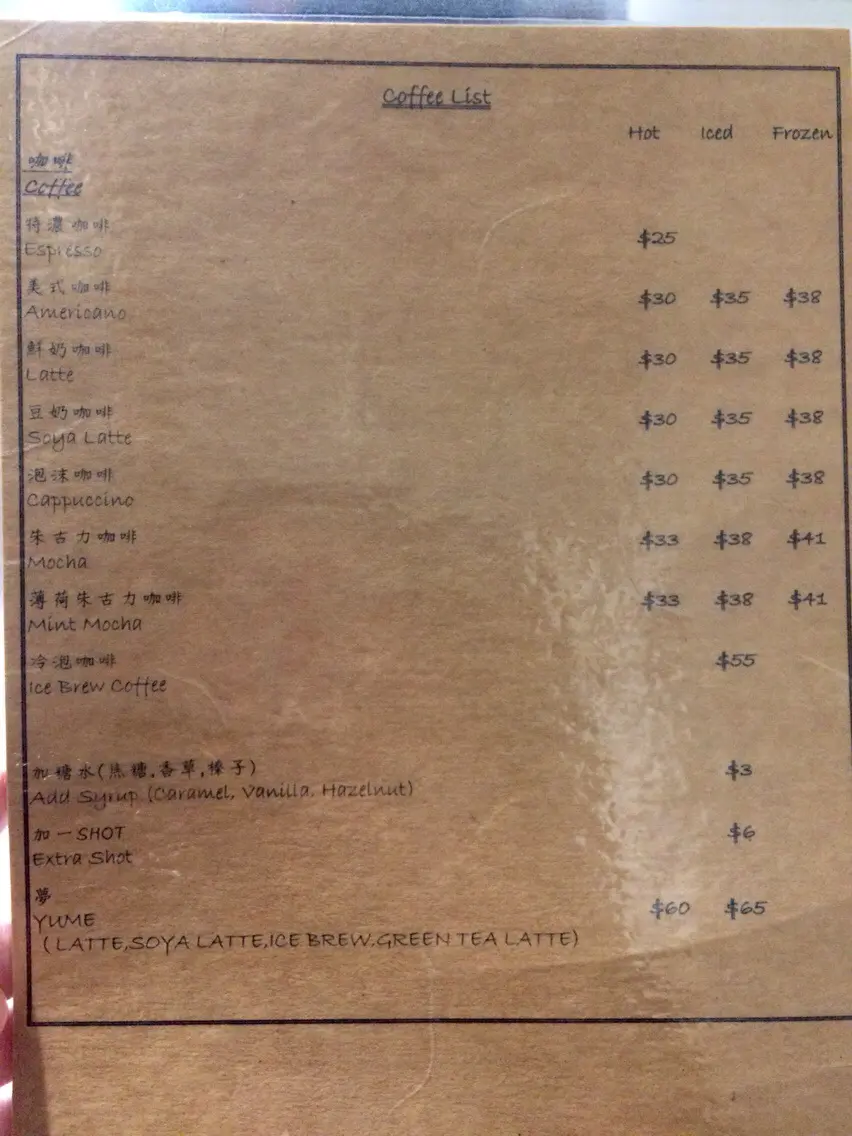 Coffee List
Hot Iced Frozen
咖啡
Coffee
特濃咖啡
Espresso
$25
美式咖啡
Americano
$30 $35 $38
鮮奶咖啡
Latte
$30 $35 $38
豆奶咖啡
Soya Latte
$30 $35 $38
泡沫咖啡
Cappuccino
$30 $35 $38
朱古力咖啡
Mocha
$33 $38 $41
薄荷朱古力咖啡
Mint Mocha
$33 $38 $41
冷泡咖啡
Ice Brew Coffee
$55
加糖水(焦糖,香草,榛子)
Add Syrup (Caramel, Vanilla, Hazelnut)
$3
加一SHOT
Extra Shot
$6
夢
YUME
$60 $65
(LATTE,SOYA LATTE,ICE BREW.GREEN TEA LATTE)